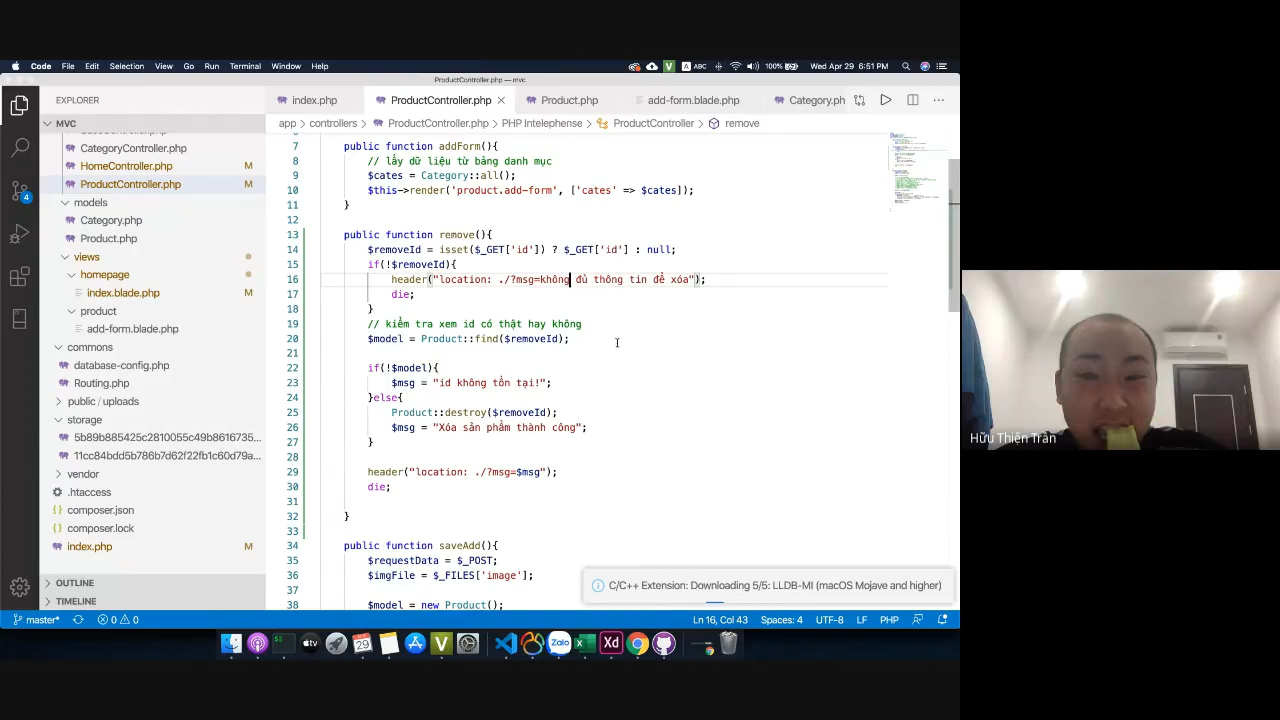 Code File Edit Selection View Go Run Terminal Window Help
V A ABC 100% Wed Apr 29 6:51 PM
ProductController.php — mvc
EXPLORER
index.php ProductController.php Product.php add-form.blade.php Category.ph
MVC
app > controllers > ProductController.php > PHP Intelephense > ProductController > remove
CategoryController.php
HomeController.php M
ProductController.php M
models
Category.php
Product.php
views
homepage
index.blade.php M
product
add-form.blade.php
commons
database-config.php
Routing.php
public / uploads
storage
5b89b885425c2810055c49b8616735...
11cc84bdd5b786b7d62f22fb1c60d79a...
vendor
.htaccess
composer.json
composer.lock
index.php M
OUTLINE
TIMELINE
4
public function addForm(){
// lấy dữ liệu từ bảng danh mục
$cates = Category::all();
10 $this->render('product.add-form', ['cates' => $cates]);
11 }
12
13 public function remove(){
14 $removeId = isset($_GET['id']) ? $_GET['id'] : null;
15 if(!$removeId){
16 header("location: ./?msg=không đủ thông tin để xóa");
17 die;
18 }
19 // kiểm tra xem id có thật hay không
20 $model = Product::find($removeId);
21
22 if(!$model){
23 $msg = "id không tồn tại!";
24 }else{
25 Product::destroy($removeId);
26 $msg = "Xóa sản phẩm thành công";
27 }
28
29 header("location: ./?msg=$msg");
30 die;
31
32 }
33
34 public function saveAdd(){
35 $requestData = $_POST;
36 $imgFile = $_FILES['image'];
37
38 $model = new Product();
C/C++ Extension: Downloading 5/5: LLDB-MI (macOS Mojave and higher)
master* 0 0 Ln 16, Col 43 Spaces: 4 UTF-8 LF PHP
29 V Zalo Xd
Hữu Thiện Trần